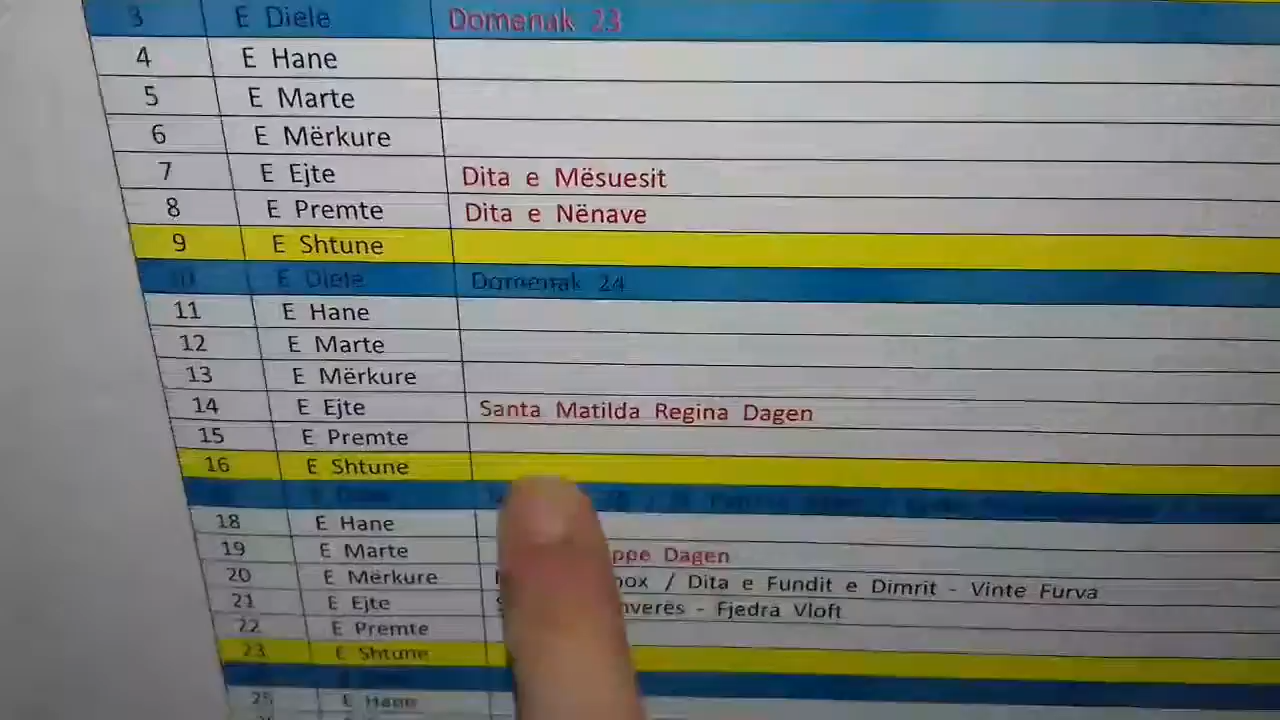 3 E Diele Domenak 23
4 E Hane
5 E Marte
6 E Mërkure
7 E Ejte Dita e Mësuesit
8 E Premte Dita e Nënave
9 E Shtune
10 E Diele Domenak 24
11 E Hane
12 E Marte
13 E Mërkure
14 E Ejte Santa Matilda Regina Dagen
15 E Premte
16 E Shtune
18 E Hane
19 E Marte ppe Dagen
20 E Mërkure nox / Dita e Fundit e Dimrit - Vinte Furva
21 E Ejte nverës - Fjedra Vloft
22 E Premte
23 E Shtune
25 E Hane